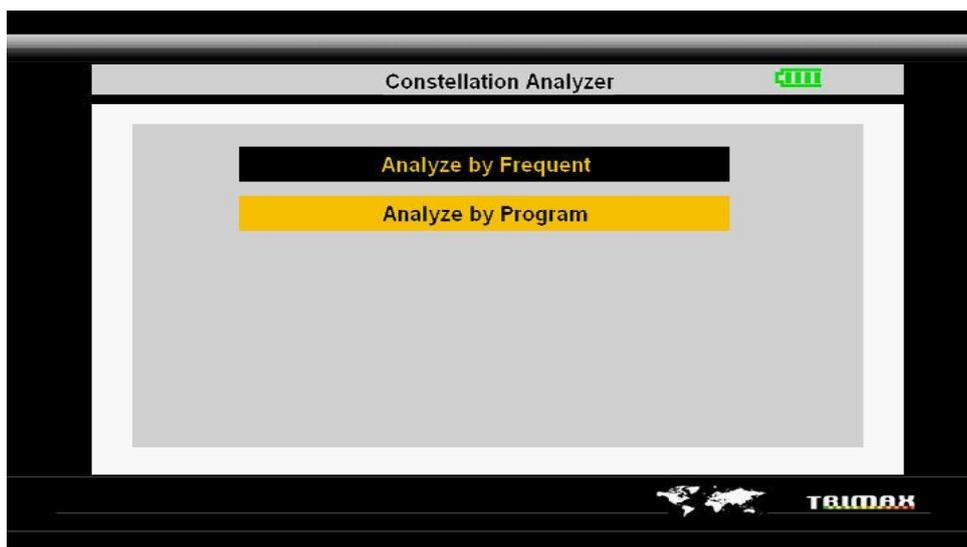 Constellation Analyzer
Analyze by Frequent
Analyze by Program
TRIMAX